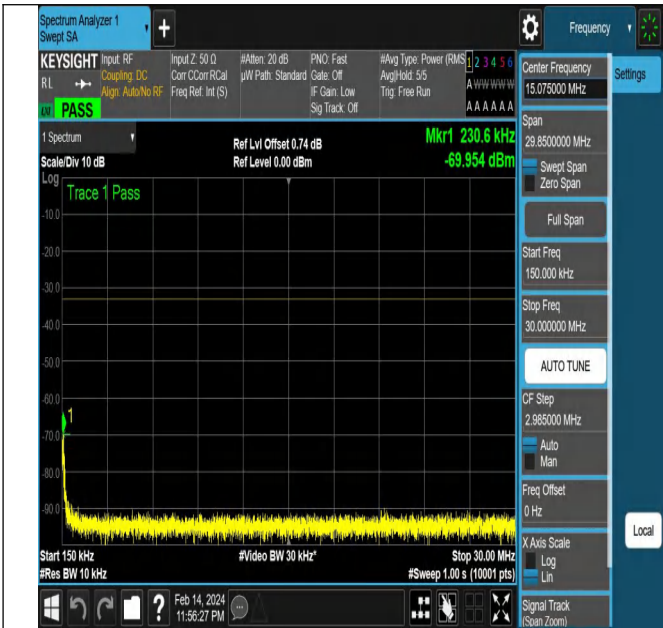 Spectrum Analyzer 1
Swept SA
Frequency
KEYSIGHT
RL
PASS
Input: RF
Coupling: DC
Align: Auto/No RF
Input Z: 50 Ω
Corr CCorr RCal
Freq Ref: Int (S)
#Atten: 20 dB
µW Path: Standard
PNO: Fast
Gate: Off
IF Gain: Low
Sig Track: Off
#Avg Type: Power (RMS
Avg|Hold: 5/5
Trig: Free Run
1 2 3 4 5 6
A W W W W W
A A A A A A
1 Spectrum
Scale/Div 10 dB
Log
Ref Lvl Offset 0.74 dB
Ref Level 0.00 dBm
Mkr1 230.6 kHz
-69.954 dBm
Trace 1 Pass
-10.0
-20.0
-30.0
-40.0
-50.0
-60.0
-70.0
-80.0
-90.0
1
Start 150 kHz
#Res BW 10 kHz
#Video BW 30 kHz*
Stop 30.00 MHz
#Sweep 1.00 s (10001 pts)
?
Feb 14, 2024
11:56:27 PM
Center Frequency
15.075000 MHz
Span
29.8500000 MHz
Swept Span
Zero Span
Full Span
Start Freq
150.000 kHz
Stop Freq
30.000000 MHz
AUTO TUNE
CF Step
2.985000 MHz
Auto
Man
Freq Offset
0 Hz
X Axis Scale
Log
Lin
Signal Track
(Span Zoom)
Settings
Local